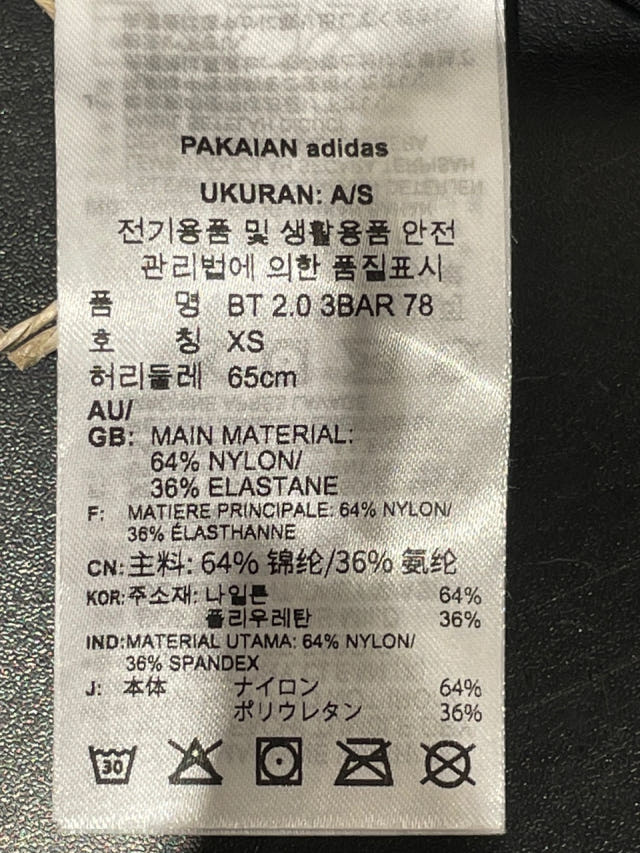 PAKAIAN adidas
UKURAN: A/S
전기용품 및 생활용품 안전
관리법에 의한 품질표시
품 명 BT 2.0 3BAR 78
호 칭 XS
허리둘레 65cm
AU/
GB: MAIN MATERIAL:
64% NYLON/
36% ELASTANE
F: MATIERE PRINCIPALE: 64% NYLON/
36% ÉLASTHANNE
CN: 主料: 64% 锦纶/36% 氨纶
KOR: 주소재: 나일론 64%
폴리우레탄 36%
IND: MATERIAL UTAMA: 64% NYLON/
36% SPANDEX
J: 本体 ナイロン 64%
ポリウレタン 36%
30